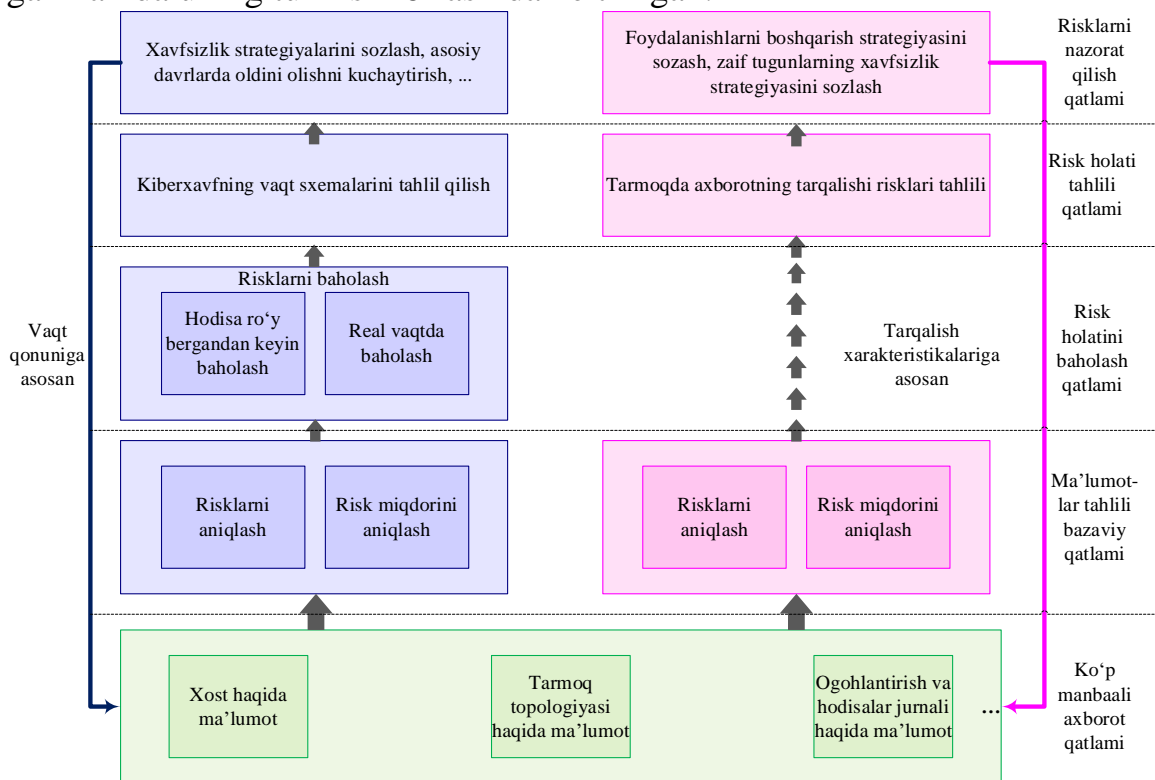 Xavfsizlik strategiyalarini sozlash, asosiy
davrlarda oldini olishni kuchaytirish, ...
Foydalanishlarni boshqarish strategiyasini
sozash, zaif tugunlarning xavfsizlik
strategiyasini sozlash
Risklarni
nazorat
qilish
qatlami
Kiberxavfning vaqt sxemalarini tahlil qilish
Tarmoqda axborotning tarqalishi risklari tahlili
Risk holati
tahlili
qatlami
Risklarni baholash
Hodisa ro‘y
bergandan keyin
baholash
Real vaqtda
baholash
Vaqt
qonuniga
asosan
Tarqalish
xarakteristikalariga
asosan
Risk
holatini
baholash
qatlami
Risklarni
aniqlash
Risk miqdorini
aniqlash
Risklarni
aniqlash
Risk miqdorini
aniqlash
Ma’lumot-
lar tahlili
bazaviy
qatlami
Xost haqida
ma’lumot
Tarmoq
topologiyasi
haqida ma’lumot
Ogohlantirish va
hodisalar jurnali
haqida ma’lumot
...
Ko‘p
manbaali
axborot
qatlami